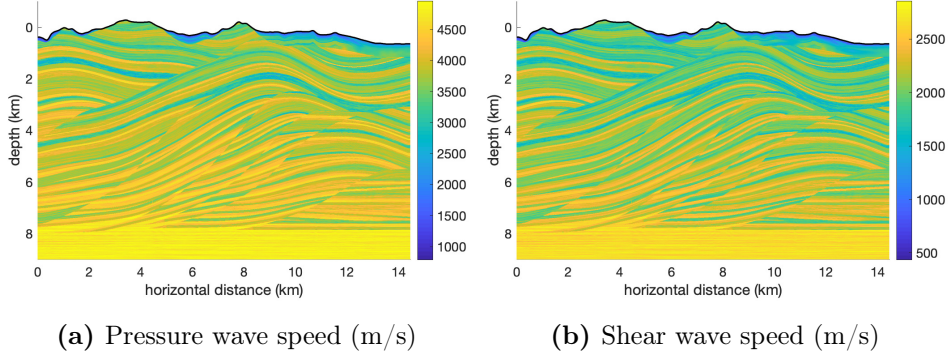 0
2
4
6
8
depth (km)
0 2 4 6 8 10 12 14
horizontal distance (km)
4500
4000
3500
3000
2500
2000
1500
1000
(a) Pressure wave speed (m/s)
0
2
4
6
8
depth (km)
0 2 4 6 8 10 12 14
horizontal distance (km)
2500
2000
1500
1000
500
(b) Shear wave speed (m/s)